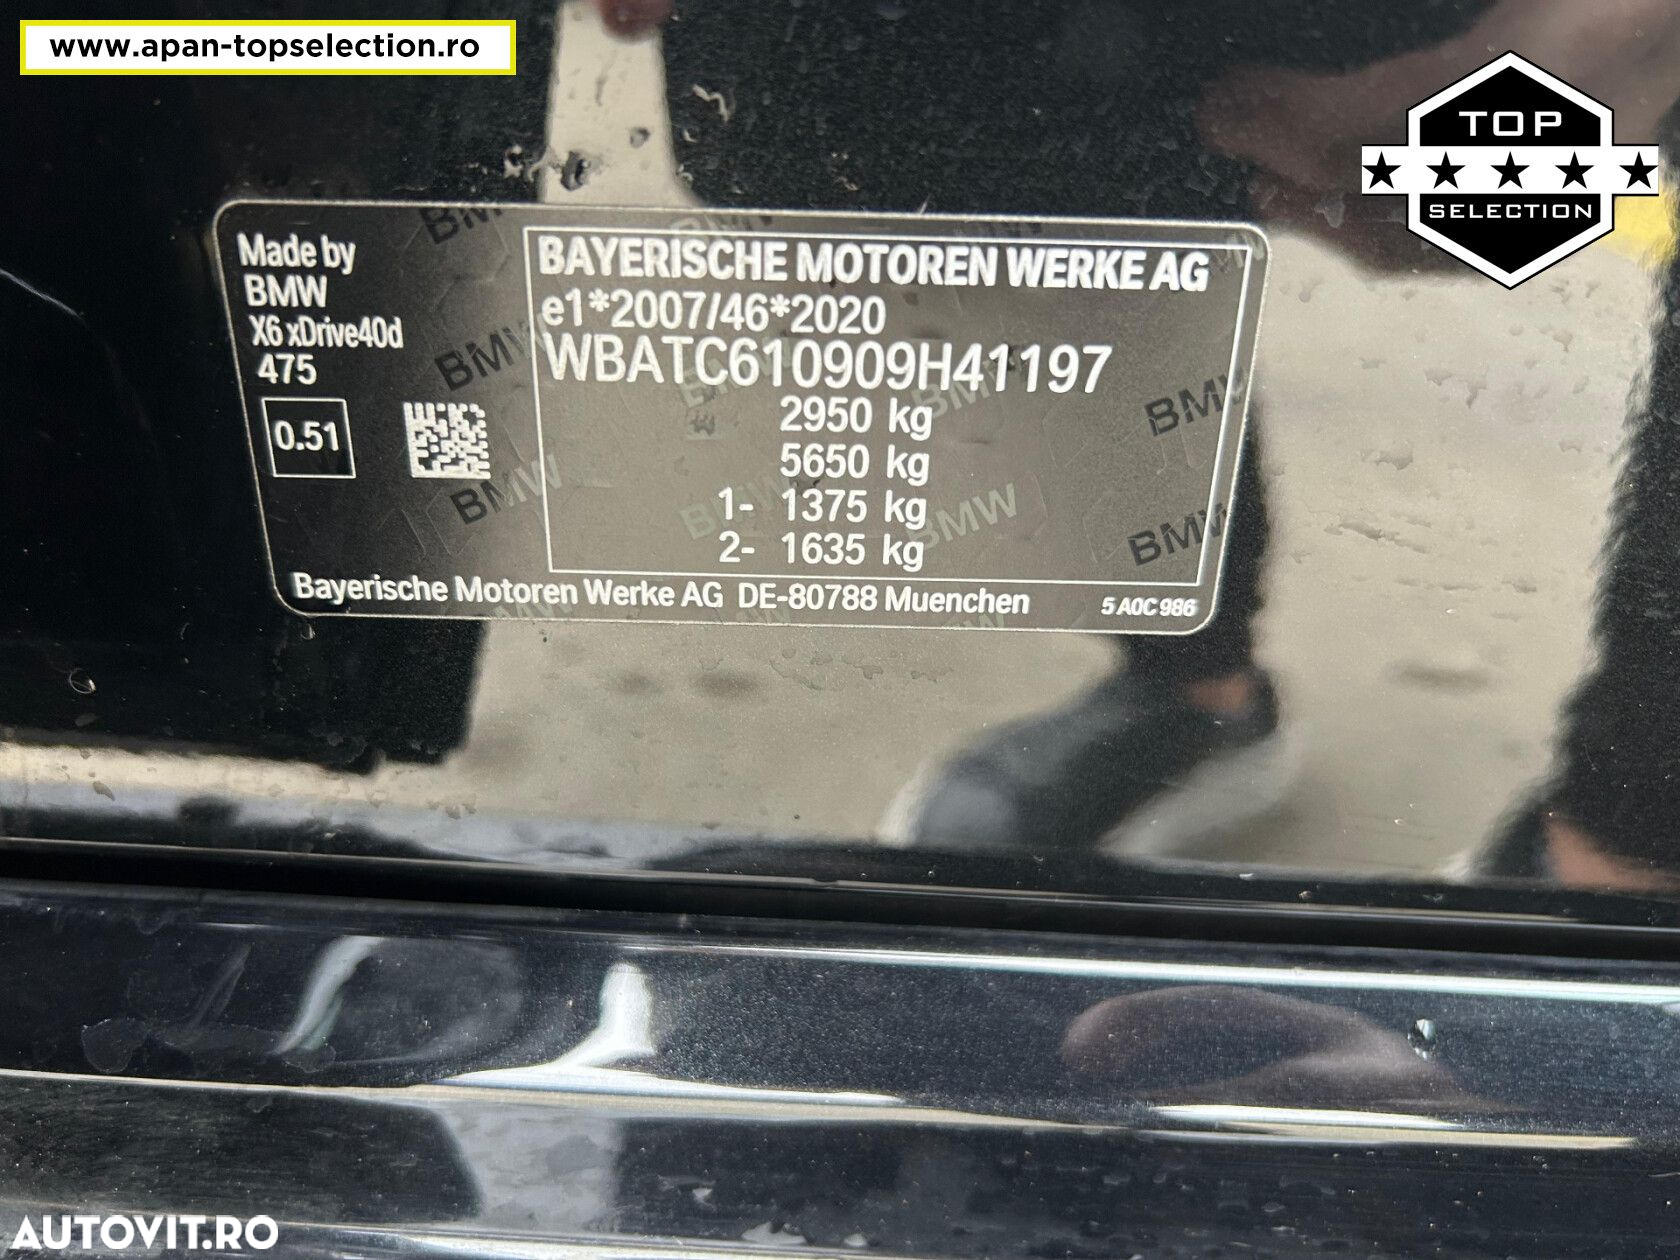 www.apan-topselection.ro
TOP
SELECTION
Made by
BMW
X6 xDrive40d
475
0.51
BAYERISCHE MOTOREN WERKE AG
e1*2007/46*2020
WBATC610909H41197
2950 kg
5650 kg
1- 1375 kg
2- 1635 kg
Bayerische Motoren Werke AG DE-80788 Muenchen
5 A0C 986
AUTOVIT.RO